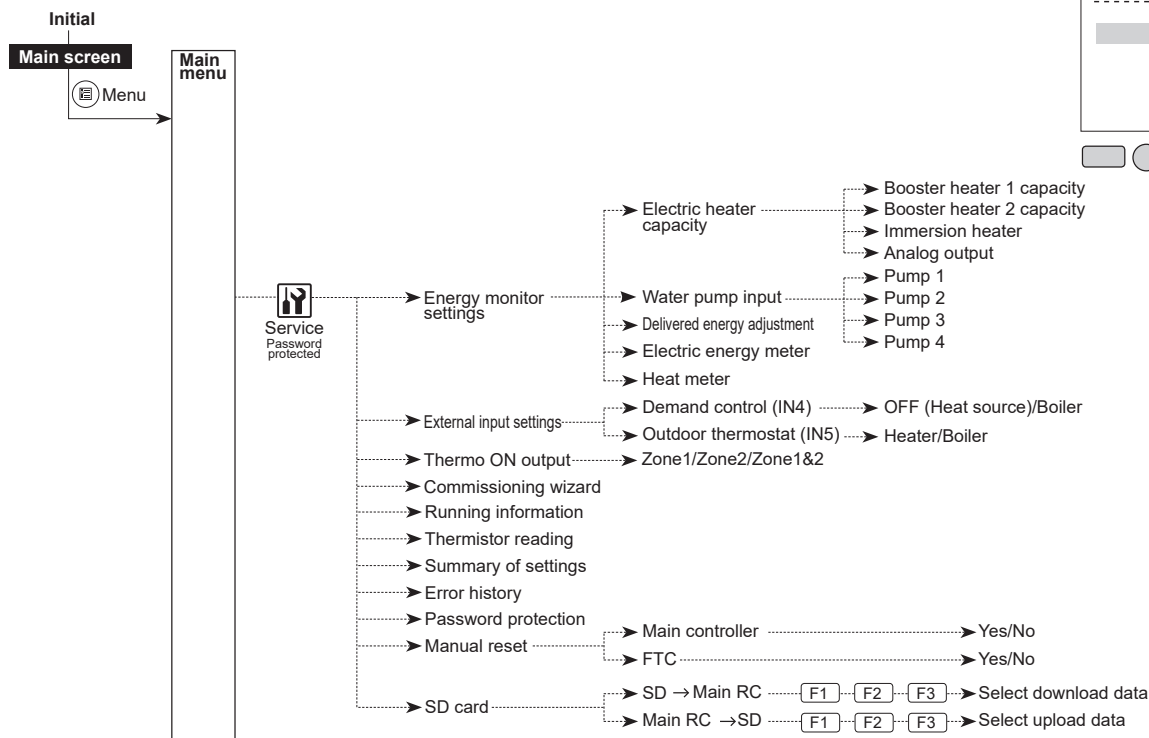 Initial
Main screen
Menu
Main
menu
Service
Password
protected
Energy monitor
settings
Electric heater
capacity
Booster heater 1 capacity
Booster heater 2 capacity
Immersion heater
Analog output
Water pump input
Pump 1
Pump 2
Pump 3
Pump 4
Delivered energy adjustment
Electric energy meter
Heat meter
External input settings
Demand control (IN4)
OFF (Heat source)/Boiler
Outdoor thermostat (IN5)
Heater/Boiler
Thermo ON output
Zone1/Zone2/Zone1&2
Commissioning wizard
Running information
Thermistor reading
Summary of settings
Error history
Password protection
Manual reset
Main controller
Yes/No
FTC
Yes/No
SD card
SD → Main RC F1 F2 F3 Select download data
Main RC → SD F1 F2 F3 Select upload data